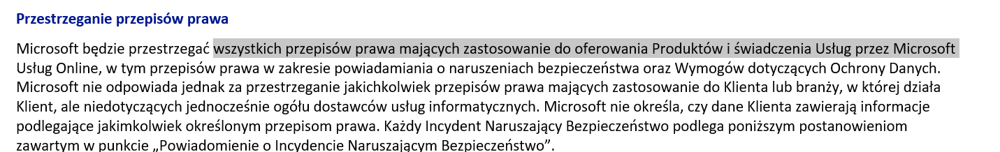 Przestrzeganie przepisów prawa
Microsoft będzie przestrzegać wszystkich przepisów prawa mających zastosowanie do oferowania Produktów i świadczenia Usług przez Microsoft
Usług Online, w tym przepisów prawa w zakresie powiadamiania o naruszeniach bezpieczeństwa oraz Wymogów dotyczących Ochrony Danych.
Microsoft nie odpowiada jednak za przestrzeganie jakichkolwiek przepisów prawa mających zastosowanie do Klienta lub branży, w której działa
Klient, ale niedotyczących jednocześnie ogółu dostawców usług informatycznych. Microsoft nie określa, czy dane Klienta zawierają informacje
podlegające jakimkolwiek określonym przepisom prawa. Każdy Incydent Naruszający Bezpieczeństwo podlega poniższym postanowieniom
zawartym w punkcie „Powiadomienie o Incydencie Naruszającym Bezpieczeństwo”.